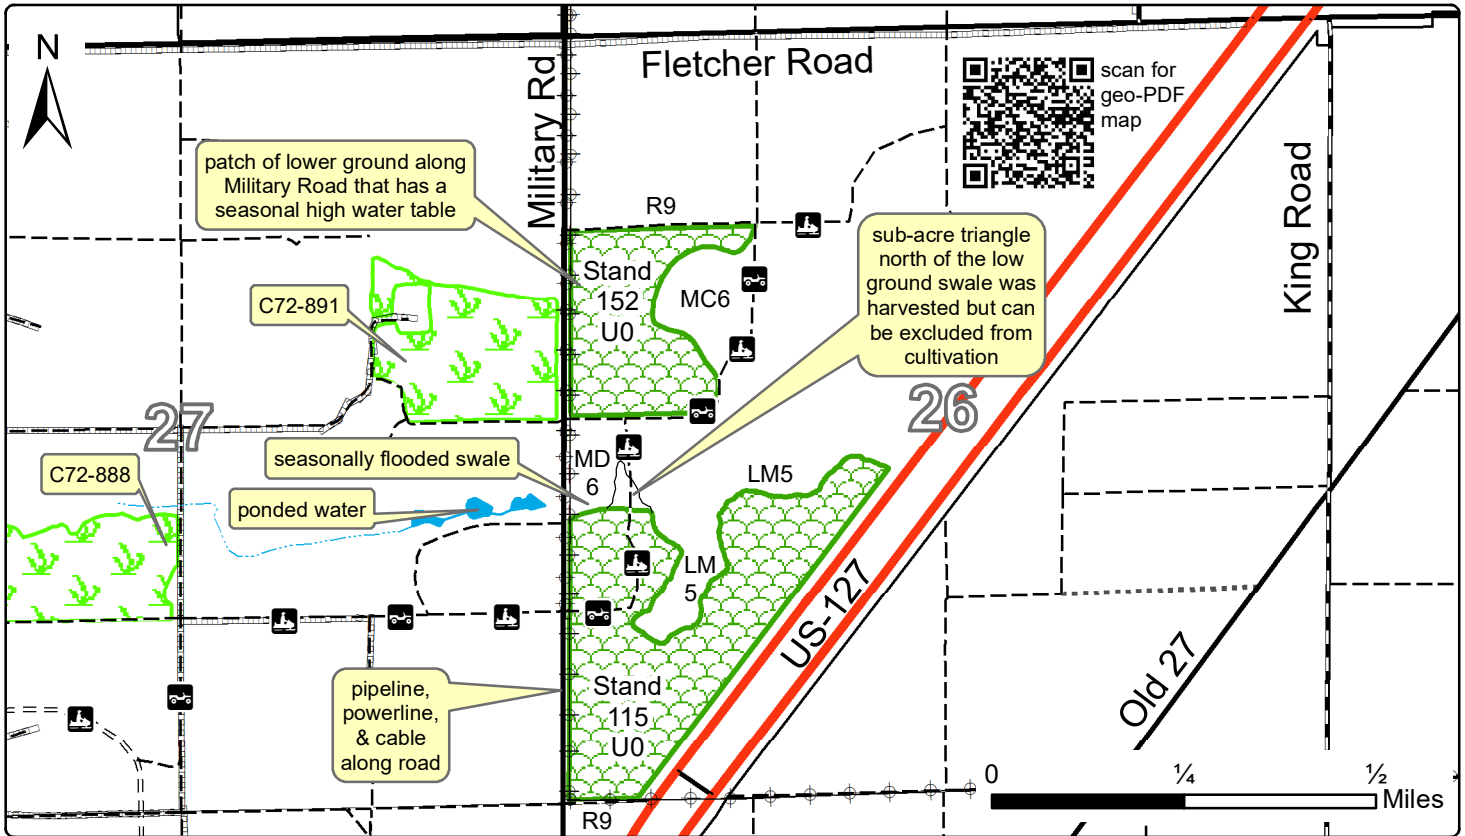 N
Fletcher Road
Military Rd
scan for
geo-PDF
map
King Road
patch of lower ground along
Military Road that has a
seasonal high water table
R9
sub-acre triangle
north of the low
ground swale was
harvested but can
be excluded from
cultivation
Stand
152
U0
MC6
C72-891
27
26
seasonally flooded swale
MD
6
LM5
C72-888
ponded water
LM
5
US-127
pipeline,
powerline,
& cable
along road
Stand
115
U0
Old 27
0 ¼ ½
Miles
R9